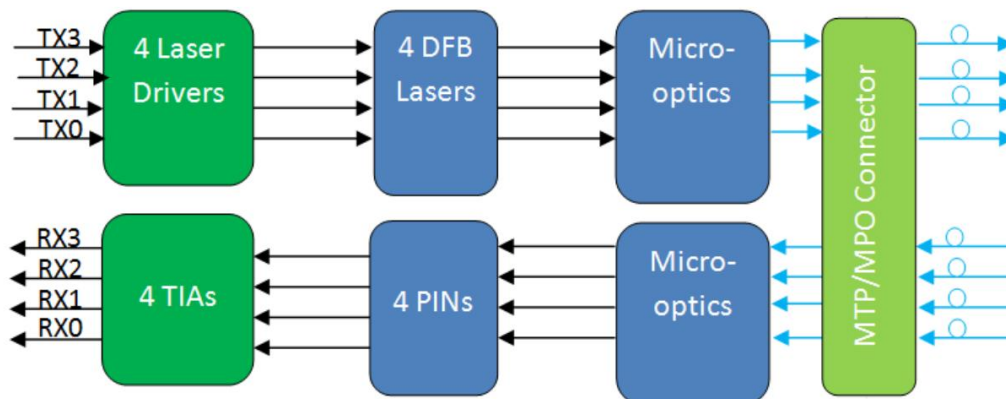 TX3
TX2
TX1
TX0
4 Laser
Drivers
4 DFB
Lasers
Micro-
optics
MTP/MPO Connector
RX3
RX2
RX1
RX0
4 TIAs
4 PINs
Micro-
optics